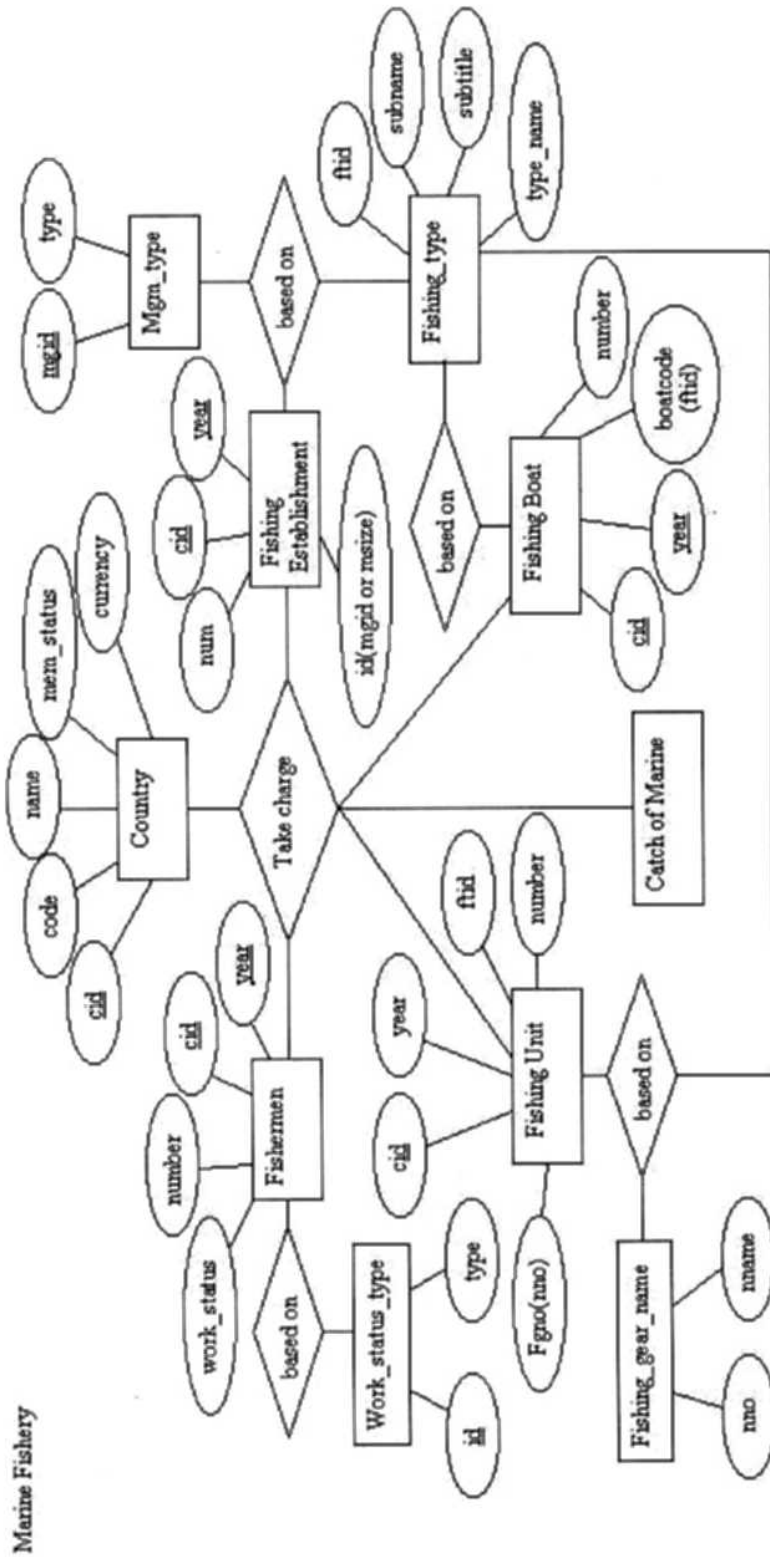 Marine Fishery
cid
code
name
mem_status
currency
Country
mgid
type
Mgm_type
work_status
number
cid
year
Fishermen
Take charge
num
cid
year
Fishing
Establishment
id(mgid or msize)
based on
based on
Work_status_type
id
type
cid
year
ftid
number
Fishing Unit
Fgno(nno)
based on
Fishing_gear_name
nno
nname
Catch of Marine
Fishing Boat
cid
year
boatcode
(ftid)
number
based on
Fishing_type
ftid
subname
subtitle
type_name